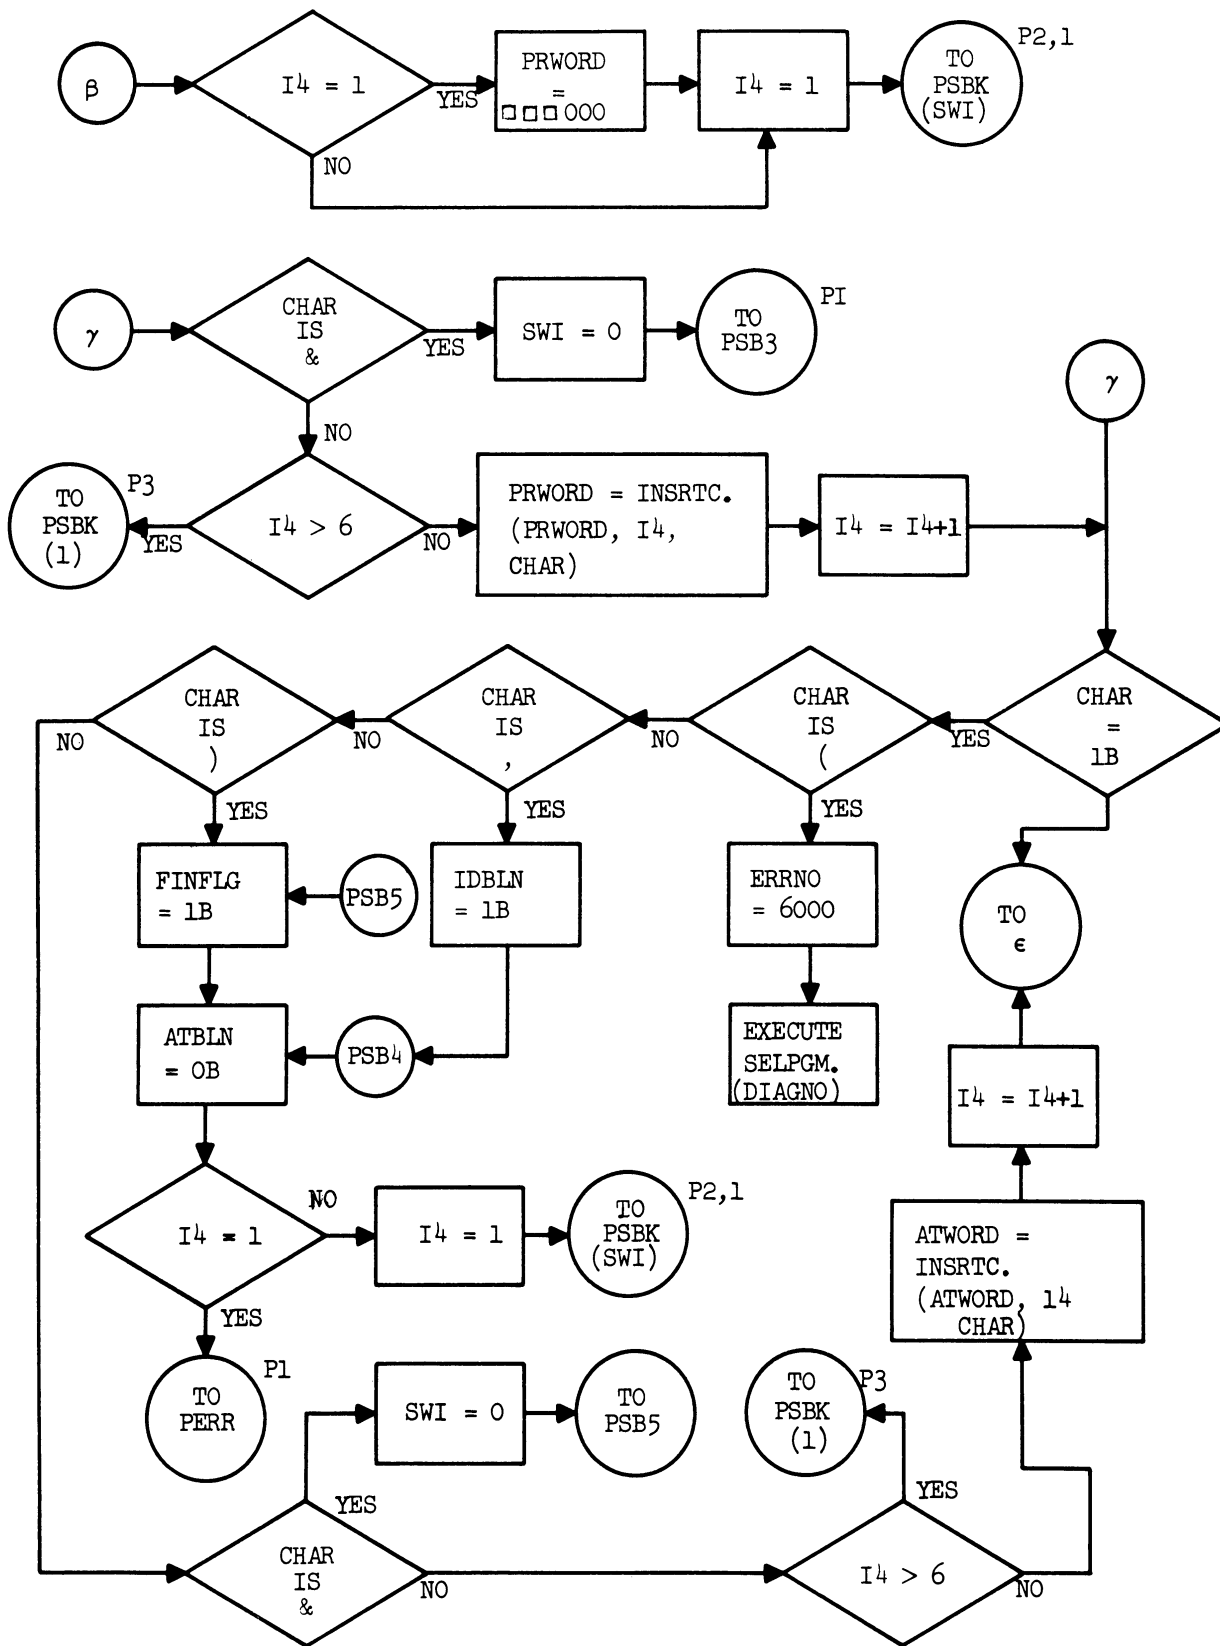 β
I4 = 1
YES
NO
PRWORD
=
□□□000
I4 = 1
TO
PSBK
(SWI)
P2,1
γ
CHAR
IS
&
YES
NO
SWI = 0
TO
PSB3
PI
γ
TO
PSBK
(1)
P3
YES
I4 > 6
NO
PRWORD = INSRTC.
(PRWORD, I4,
CHAR)
I4 = I4+1
CHAR
IS
)
NO
YES
CHAR
IS
,
NO
YES
CHAR
IS
(
NO
YES
CHAR
=
1B
YES
FINFLG
= 1B
PSB5
IDBLN
= 1B
ERRNO
= 6000
TO
ϵ
ATBLN
= 0B
PSB4
EXECUTE
SELPGM.
(DIAGNO)
I4 = I4+1
I4 = 1
NO
YES
I4 = 1
TO
PSBK
(SWI)
P2,1
ATWORD =
INSRTC.
(ATWORD, 14
CHAR)
TO
PERR
P1
SWI = 0
TO
PSB5
TO
PSBK
(1)
P3
CHAR
IS
&
YES
NO
I4 > 6
YES
NO